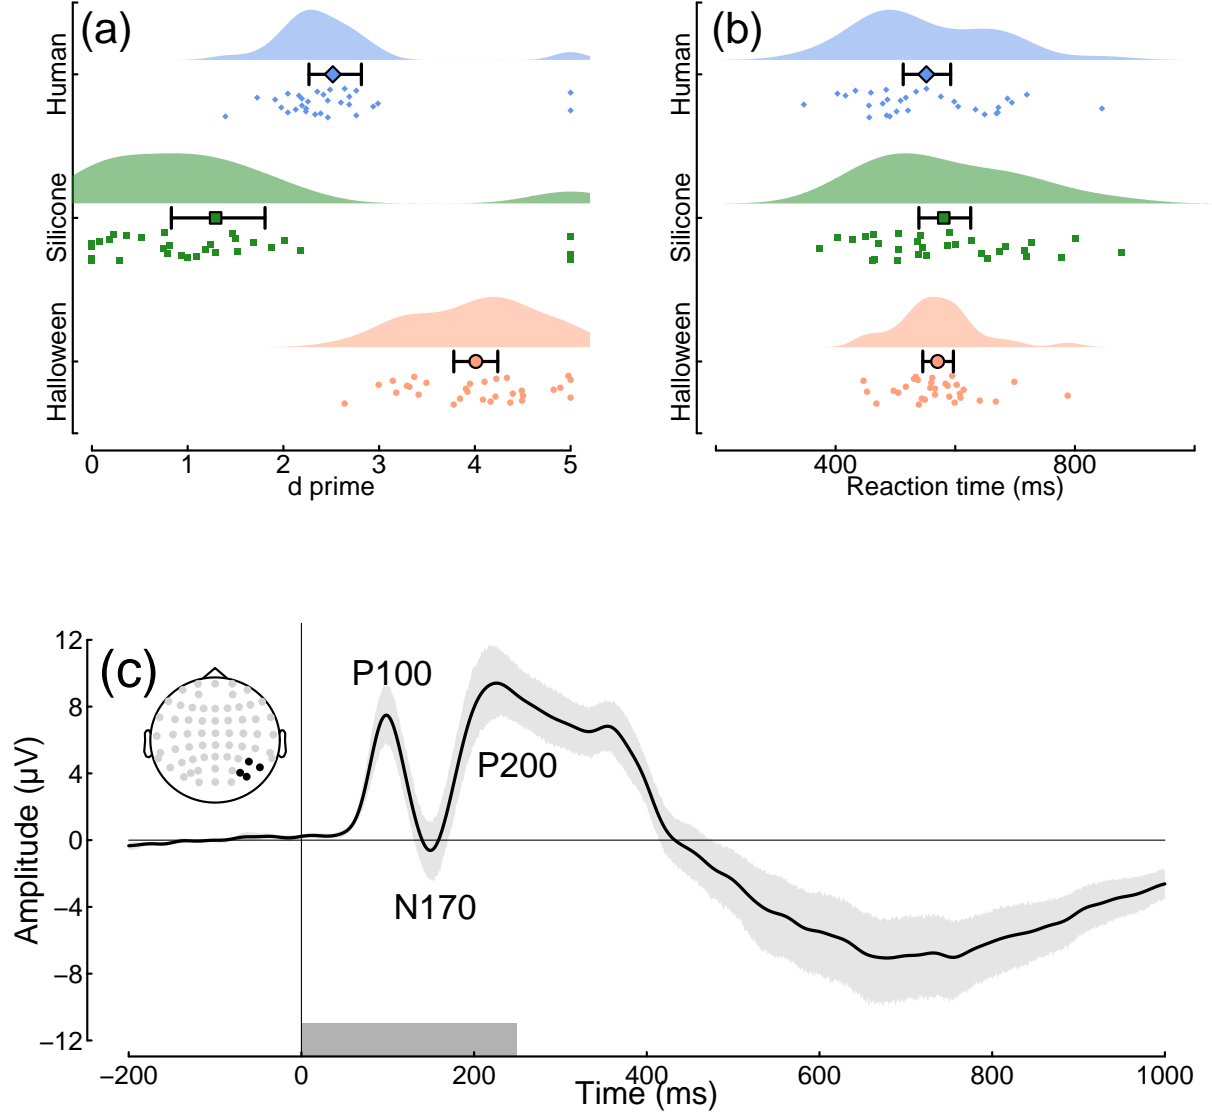 (a)
Human
Silicone
Halloween
0 1 2 3 4 5
d prime
(b)
Human
Silicone
Halloween
400 800
Reaction time (ms)
(c)
12
8
4
0
−4
−8
−12
Amplitude (µV)
P100
P200
N170
−200 0 200 400 600 800 1000
Time (ms)